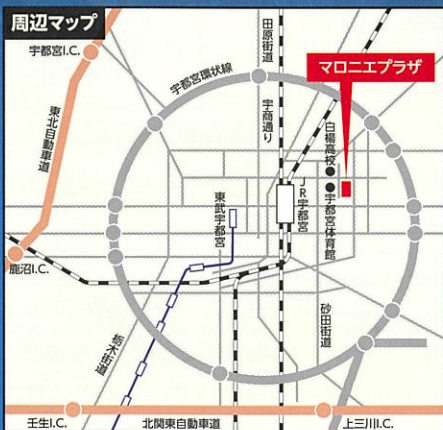 周辺マップ
宇都宮I.C.
東北自動車道
宇都宮環状線
田原街道
宇商通り
マロニエプラザ
白楊高校
宇都宮体育館
JR宇都宮
東武宇都宮
鹿沼I.C.
栃木街道
砂田街道
壬生I.C.
北関東自動車道
上三川I.C.